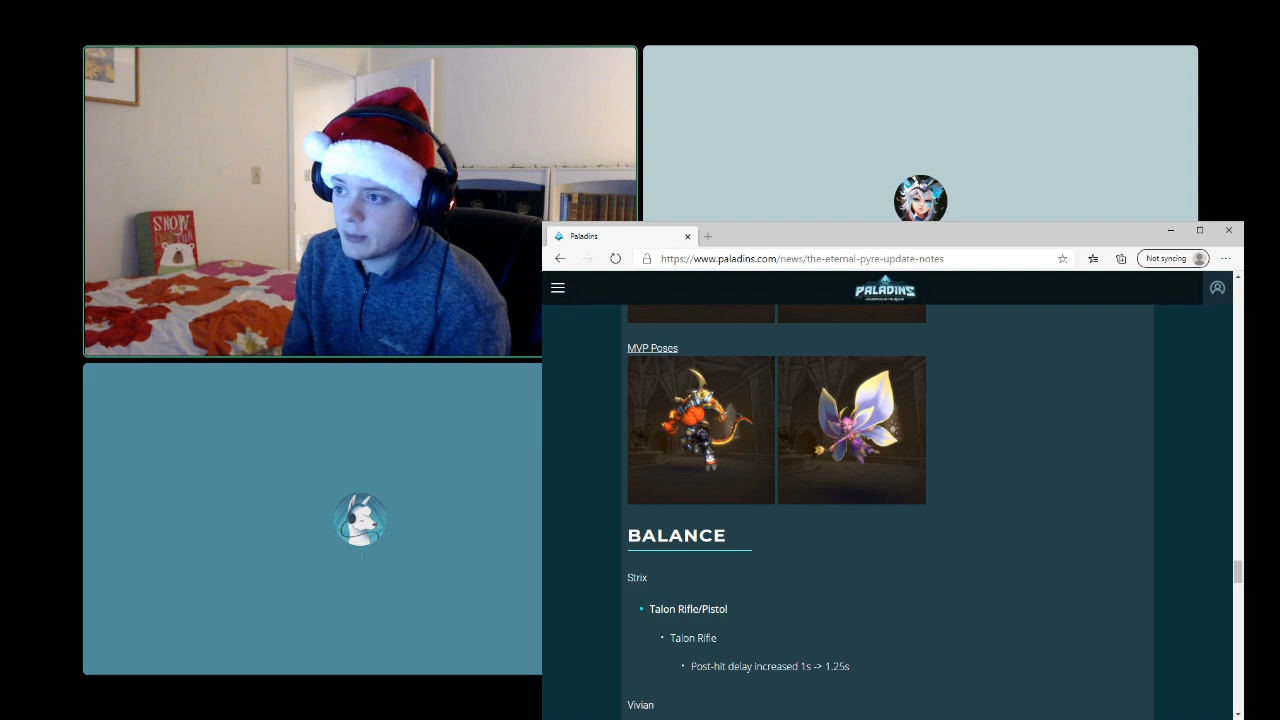 SNOW
Paladins
https://www.paladins.com/news/the-eternal-pyre-update-notes
Not syncing
PALADINS
MVP Poses
BALANCE
Strix
Talon Rifle/Pistol
Talon Rifle
Post-hit delay increased 1s -> 1.25s
Vivian